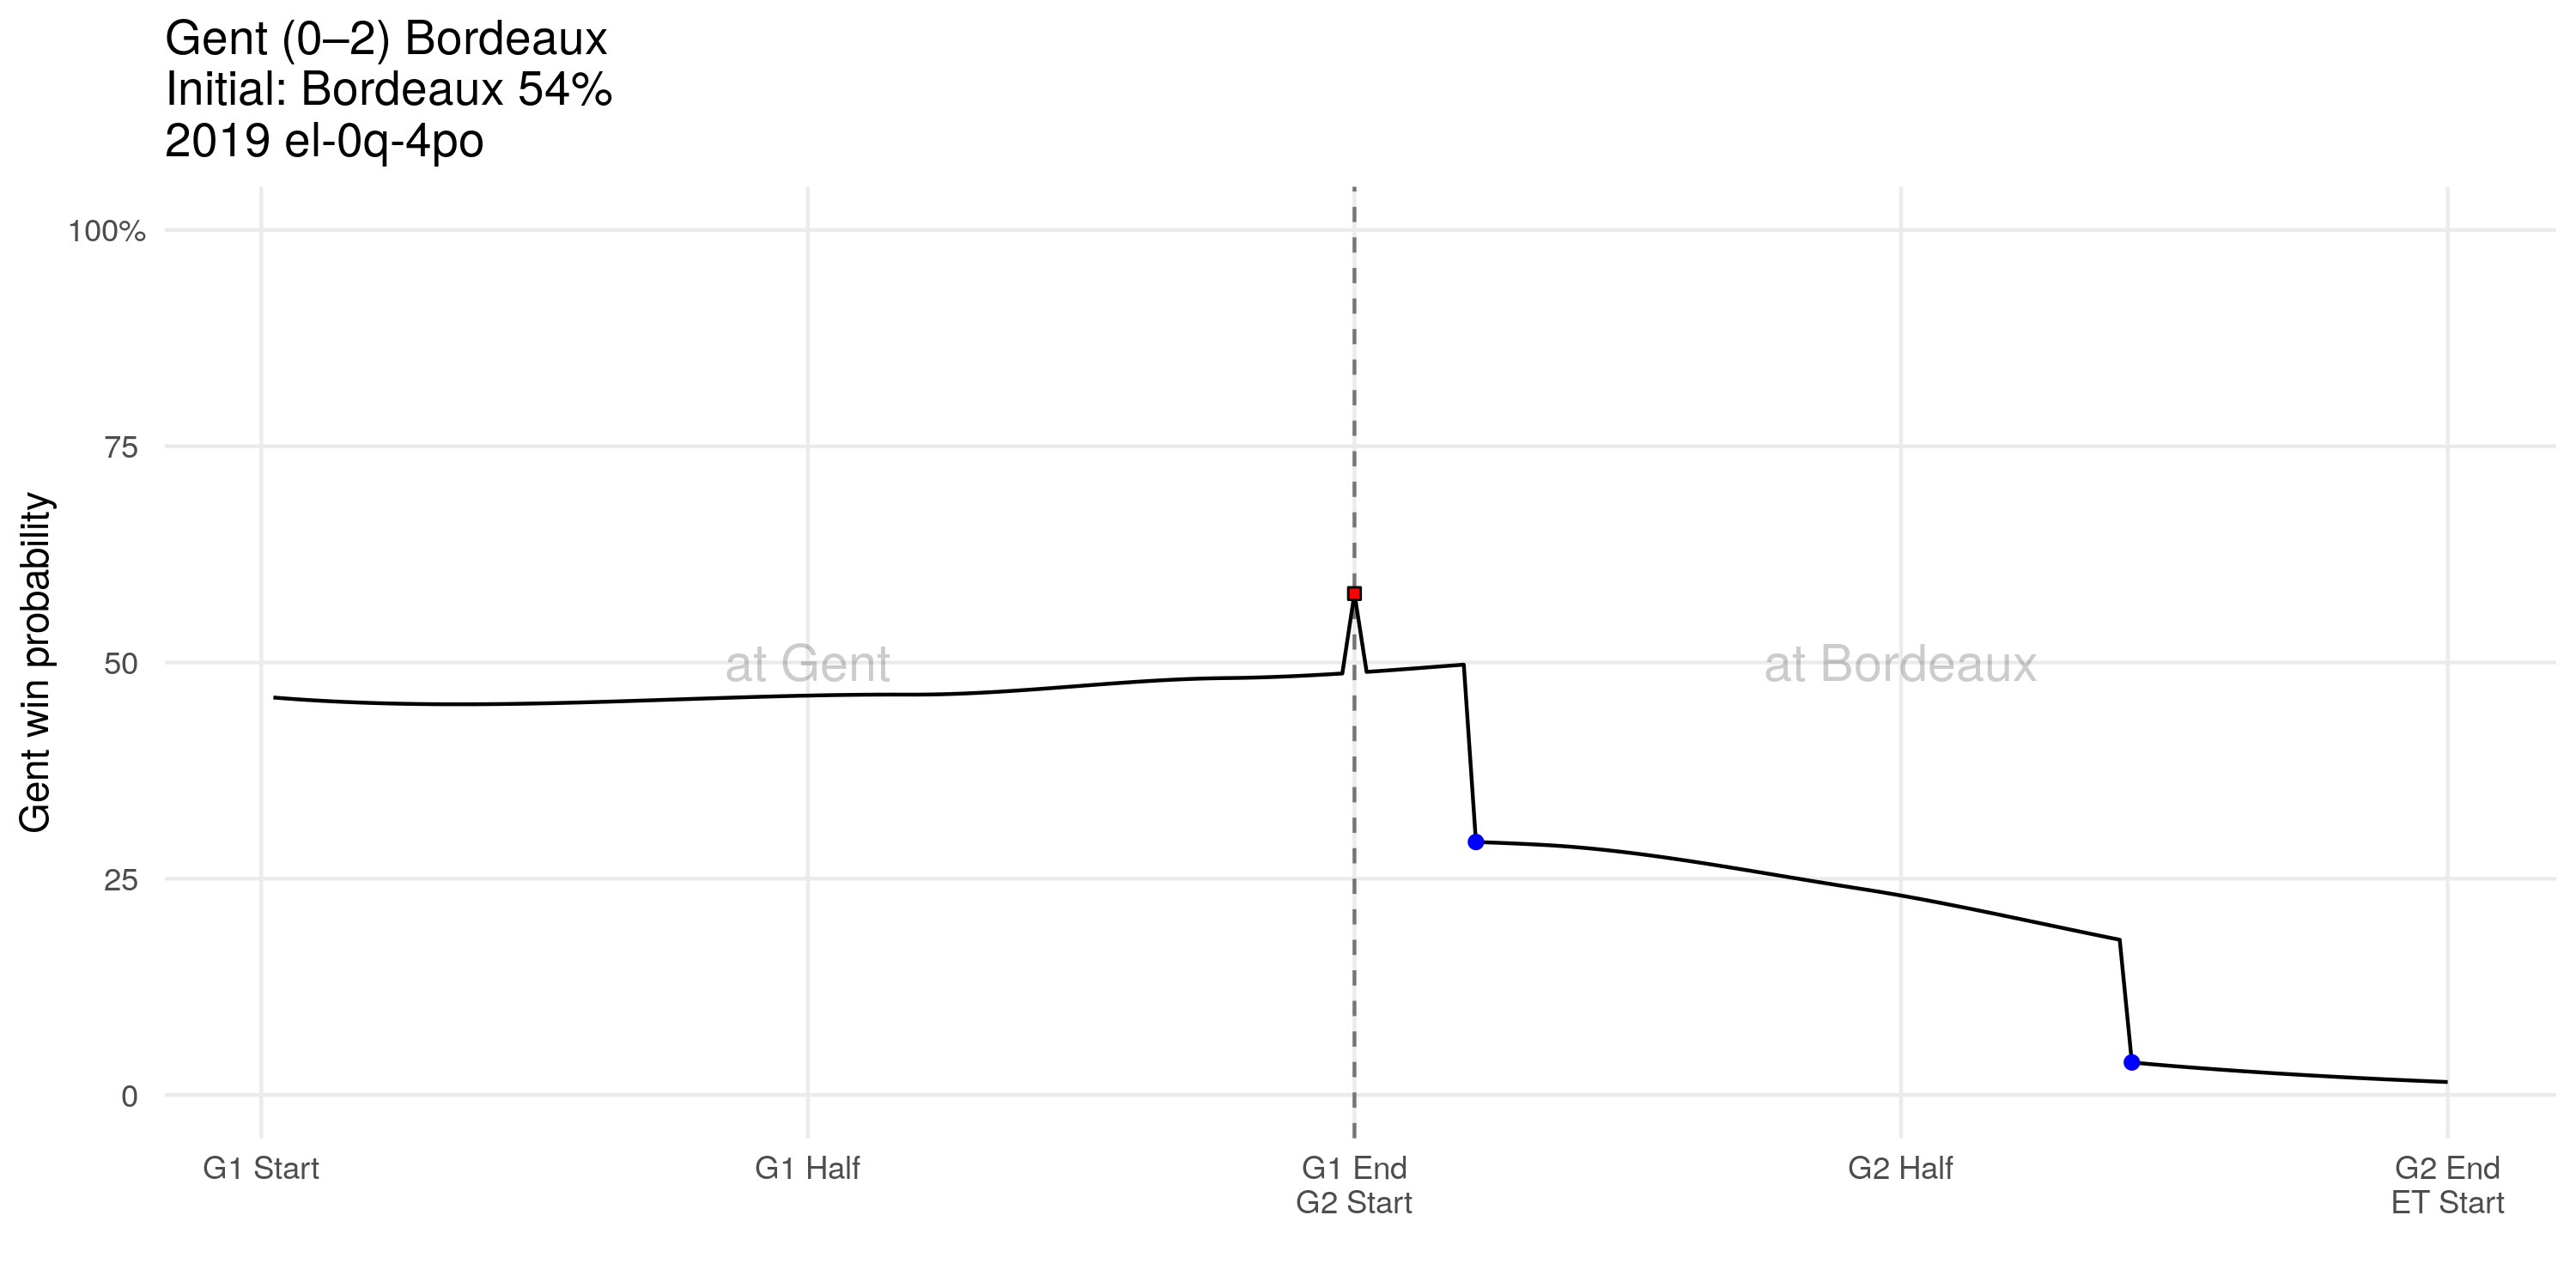 Gent (0–2) Bordeaux
Initial: Bordeaux 54%
2019 el-0q-4po
Gent win probability
100%
75
50
25
0
at Gent
at Bordeaux
G1 Start
G1 Half
G1 End
G2 Start
G2 Half
G2 End
ET Start